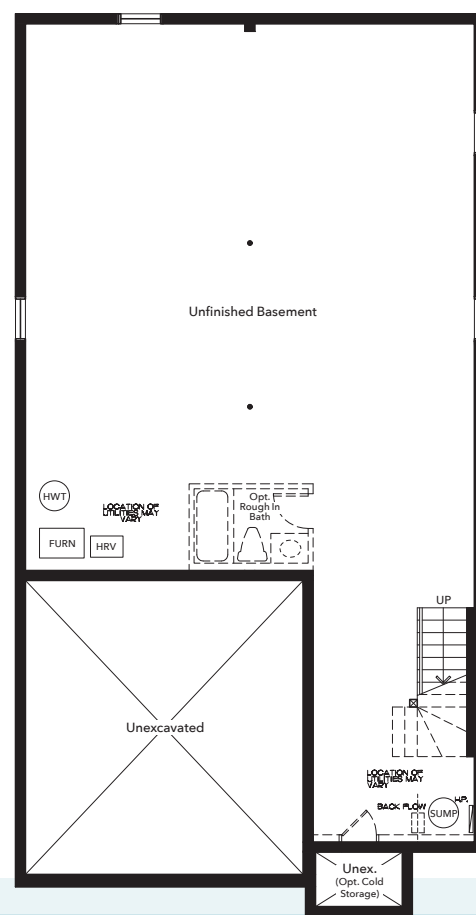 Unfinished Basement
HWT
LOCATION OF
UTILITIES MAY
VARY
FURN
HRV
Opt.
Rough In
Bath
UP
Unexcavated
LOCATION OF
UTILITIES MAY
VARY
BACK FLOW
H.P.
SUMP
Unex.
(Opt. Cold
Storage)